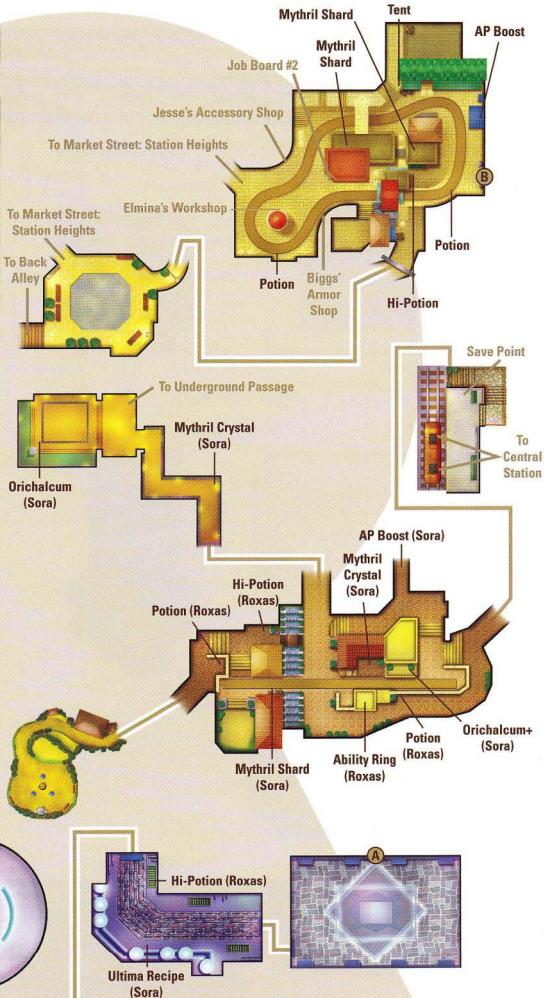 Mythril Shard
Tent
AP Boost
Mythril
Shard
Job Board #2
Jesse's Accessory Shop
To Market Street: Station Heights
Elmina's Workshop
B
To Market Street:
Station Heights
To Back
Alley
Potion
Potion
Biggs'
Armor
Shop
Hi-Potion
Save Point
To Underground Passage
Mythril Crystal
(Sora)
To
Central
Station
Orichalcum
(Sora)
AP Boost (Sora)
Mythril
Crystal
(Sora)
Hi-Potion
(Roxas)
Potion (Roxas)
Orichalcum+
(Sora)
Potion
(Roxas)
Ability Ring
(Roxas)
Mythril Shard
(Sora)
A
Hi-Potion (Roxas)
Ultima Recipe
(Sora)